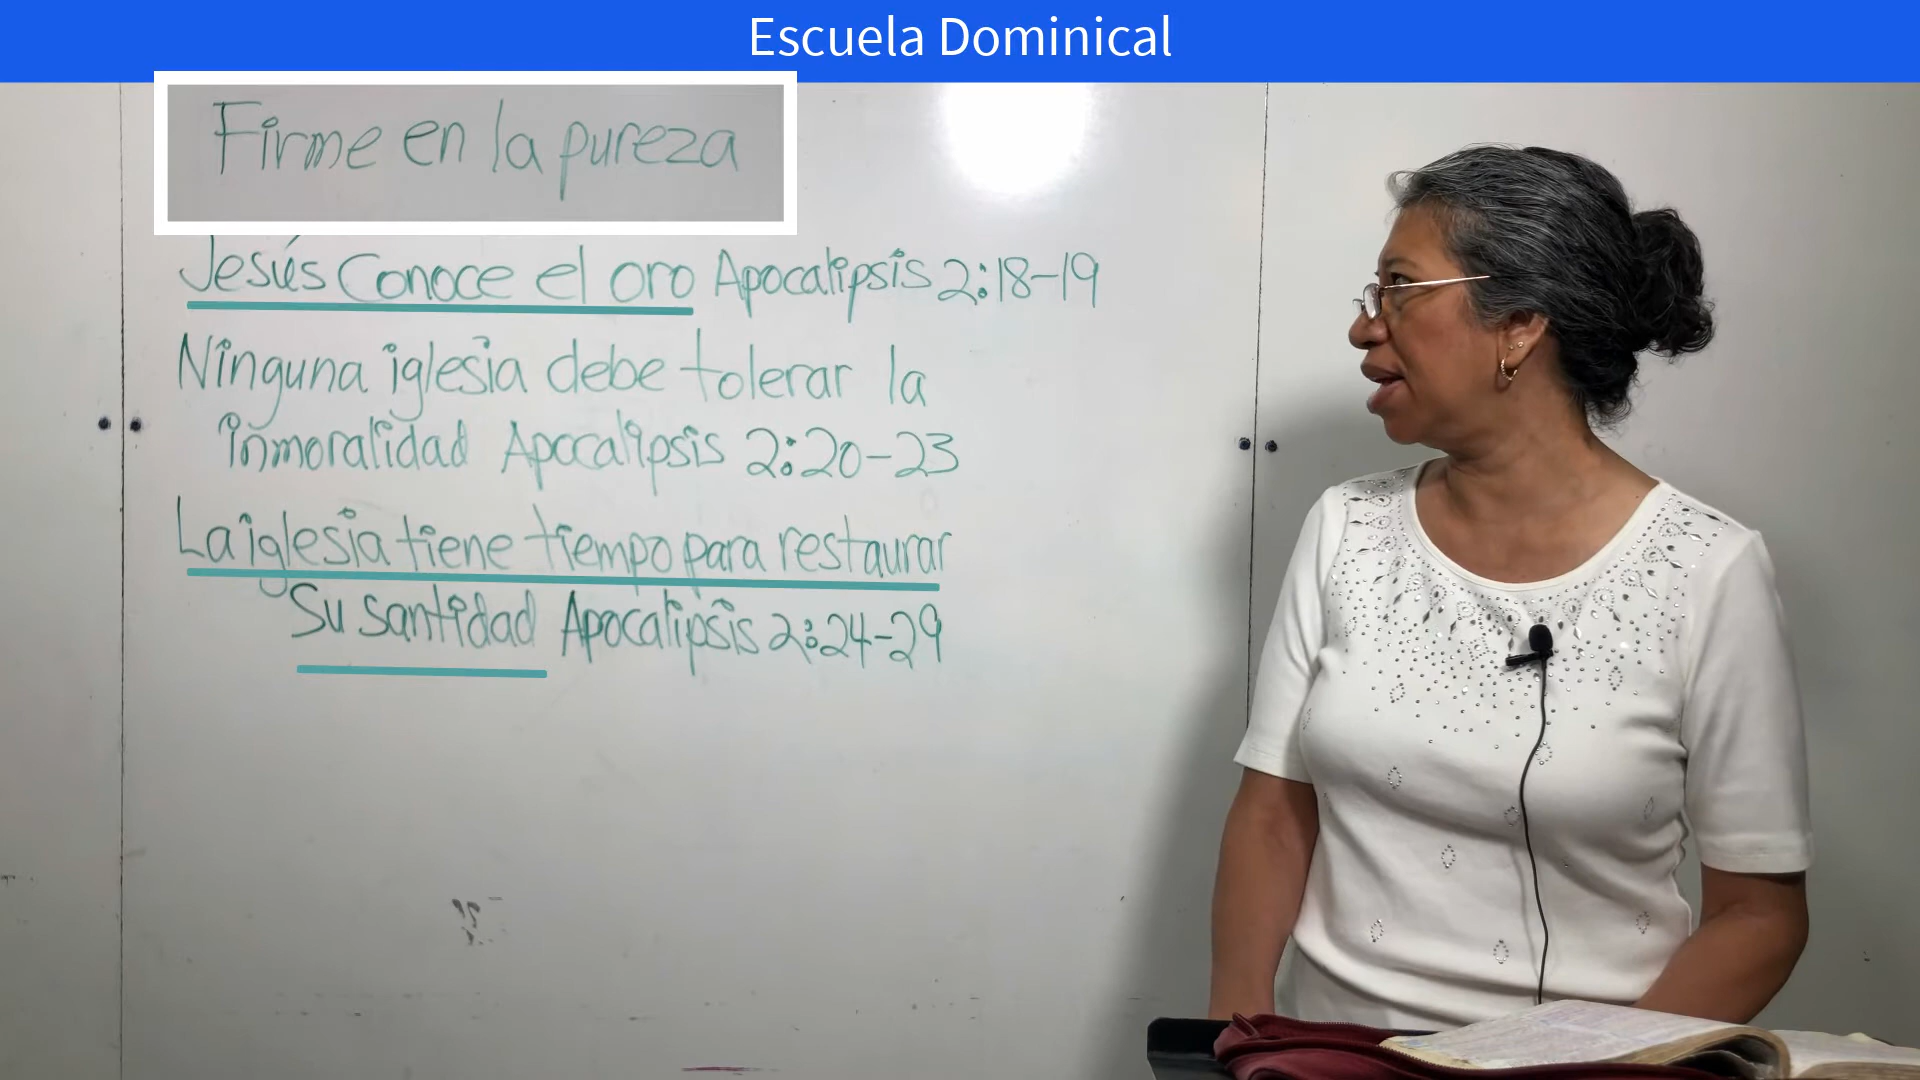 Escuela Dominical
Firme en la pureza
Jesús Conoce el oro Apocalipsis 2:18-19
Ninguna iglesia debe tolerar la
inmoralidad Apocalipsis 2:20-23
La iglesia tiene tiempo para restaurar
Su santidad Apocalipsis 2:24-29